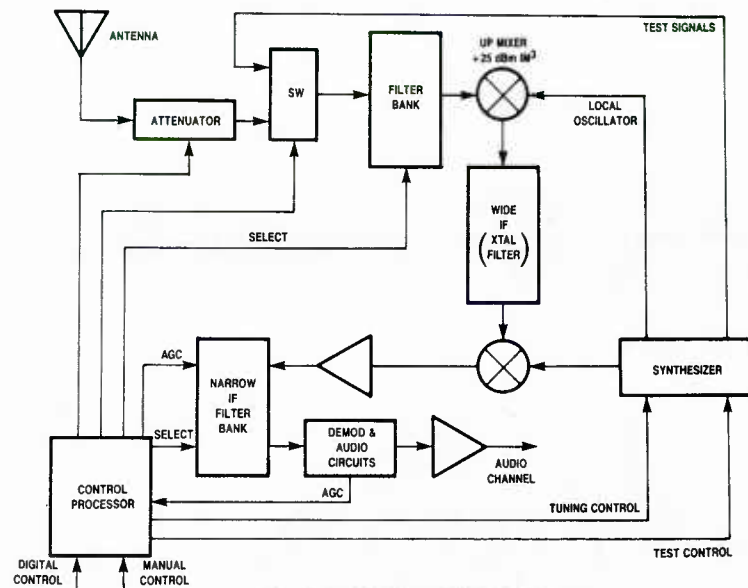 ANTENNA
TEST SIGNALS
UP MIXER
+25 dBm IM³
SW
FILTER
BANK
ATTENUATOR
LOCAL
OSCILLATOR
WIDE
IF
(XTAL
FILTER)
SELECT
AGC
NARROW
IF
FILTER
BANK
SYNTHESIZER
SELECT
DEMOD &
AUDIO
CIRCUITS
AUDIO
CHANNEL
AGC
CONTROL
PROCESSOR
TUNING CONTROL
TEST CONTROL
DIGITAL
CONTROL
MANUAL
CONTROL